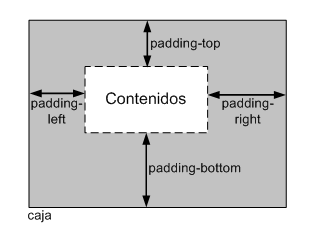 padding-top
Contenidos
padding-
left
padding-
right
padding-bottom
caja